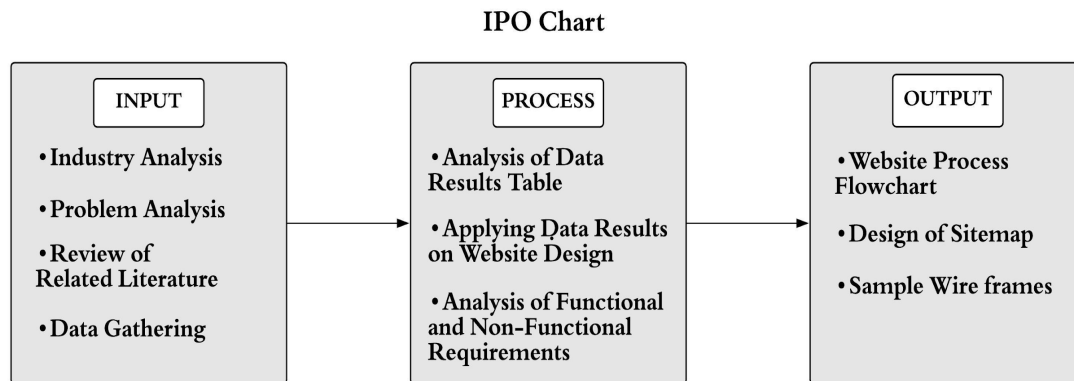 IPO Chart
INPUT
•Industry Analysis
•Problem Analysis
•Review of
Related Literature
•Data Gathering
PROCESS
•Analysis of Data
Results Table
•Applying Data Results
on Website Design
•Analysis of Functional
and Non-Functional
Requirements
OUTPUT
•Website Process
Flowchart
•Design of Sitemap
•Sample Wire frames